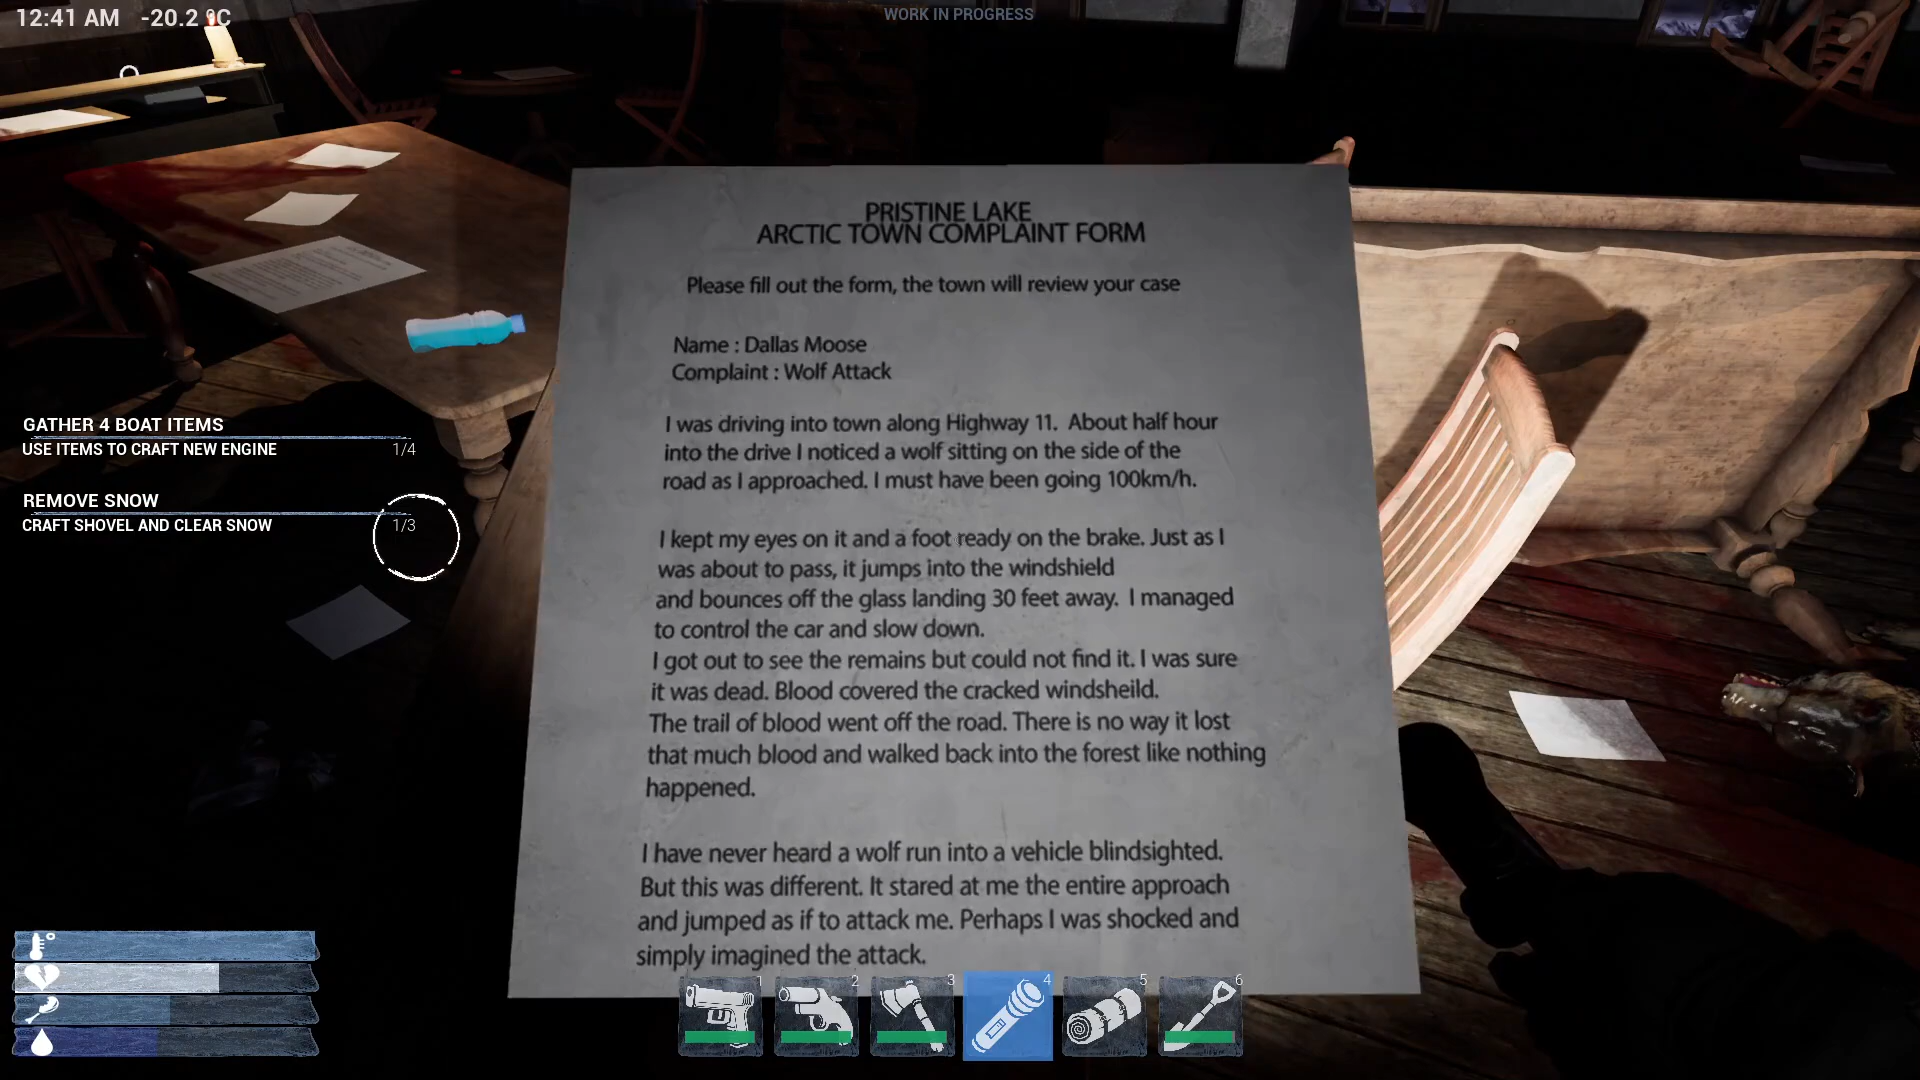 12:41 AM -20.2 ºC
WORK IN PROGRESS
PRISTINE LAKE
ARCTIC TOWN COMPLAINT FORM
Please fill out the form, the town will review your case
Name : Dallas Moose
Complaint : Wolf Attack
I was driving into town along Highway 11. About half hour
into the drive I noticed a wolf sitting on the side of the
road as I approached. I must have been going 100km/h.
I kept my eyes on it and a foot ready on the brake. Just as I
was about to pass, it jumps into the windshield
and bounces off the glass landing 30 feet away. I managed
to control the car and slow down.
I got out to see the remains but could not find it. I was sure
it was dead. Blood covered the cracked windsheild.
The trail of blood went off the road. There is no way it lost
that much blood and walked back into the forest like nothing
happened.
I have never heard a wolf run into a vehicle blindsighted.
But this was different. It stared at me the entire approach
and jumped as if to attack me. Perhaps I was shocked and
simply imagined the attack.
GATHER 4 BOAT ITEMS
USE ITEMS TO CRAFT NEW ENGINE 1/4
REMOVE SNOW
CRAFT SHOVEL AND CLEAR SNOW 1/3
1 2 3 4 5 6